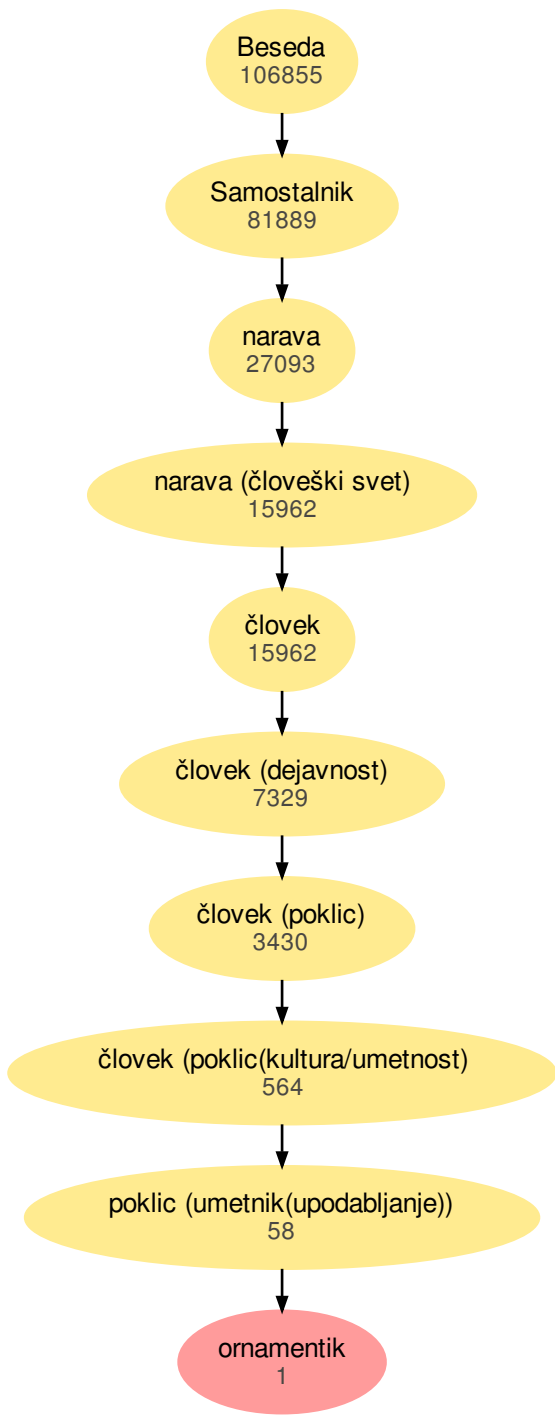 Beseda
106855
Samostalnik
81889
narava
27093
narava (človeški svet)
15962
človek
15962
človek (dejavnost)
7329
človek (poklic)
3430
človek (poklic(kultura/umetnost)
564
poklic (umetnik(upodabljanje))
58
ornamentik
1